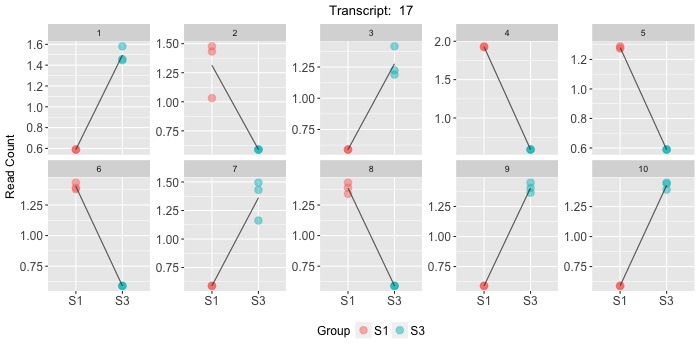 Transcript: 17
1 2 3 4 5
1.6 1.50 1.25 2.0 1.2
1.4 1.25 1.00 1.5 1.0
1.2 1.00 0.75 1.0 0.8
1.0 0.75 0.6
0.8
0.6
Read Count
6 7 8 9 10
1.25 1.50 1.25 1.25 1.25
1.00 1.25 1.00 1.00 1.00
0.75 1.00 0.75 0.75 0.75
0.75
S1 S3 S1 S3 S1 S3 S1 S3 S1 S3
Group S1 S3